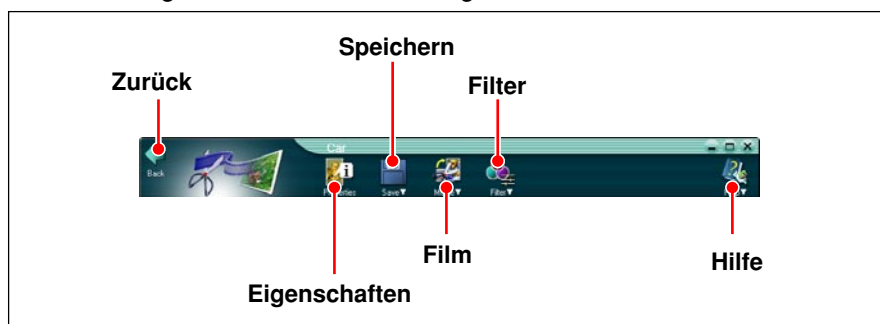 Speichern
Zurück
Filter
Car
Back
Save▼
Filter▼
Film
Hilfe
Eigenschaften